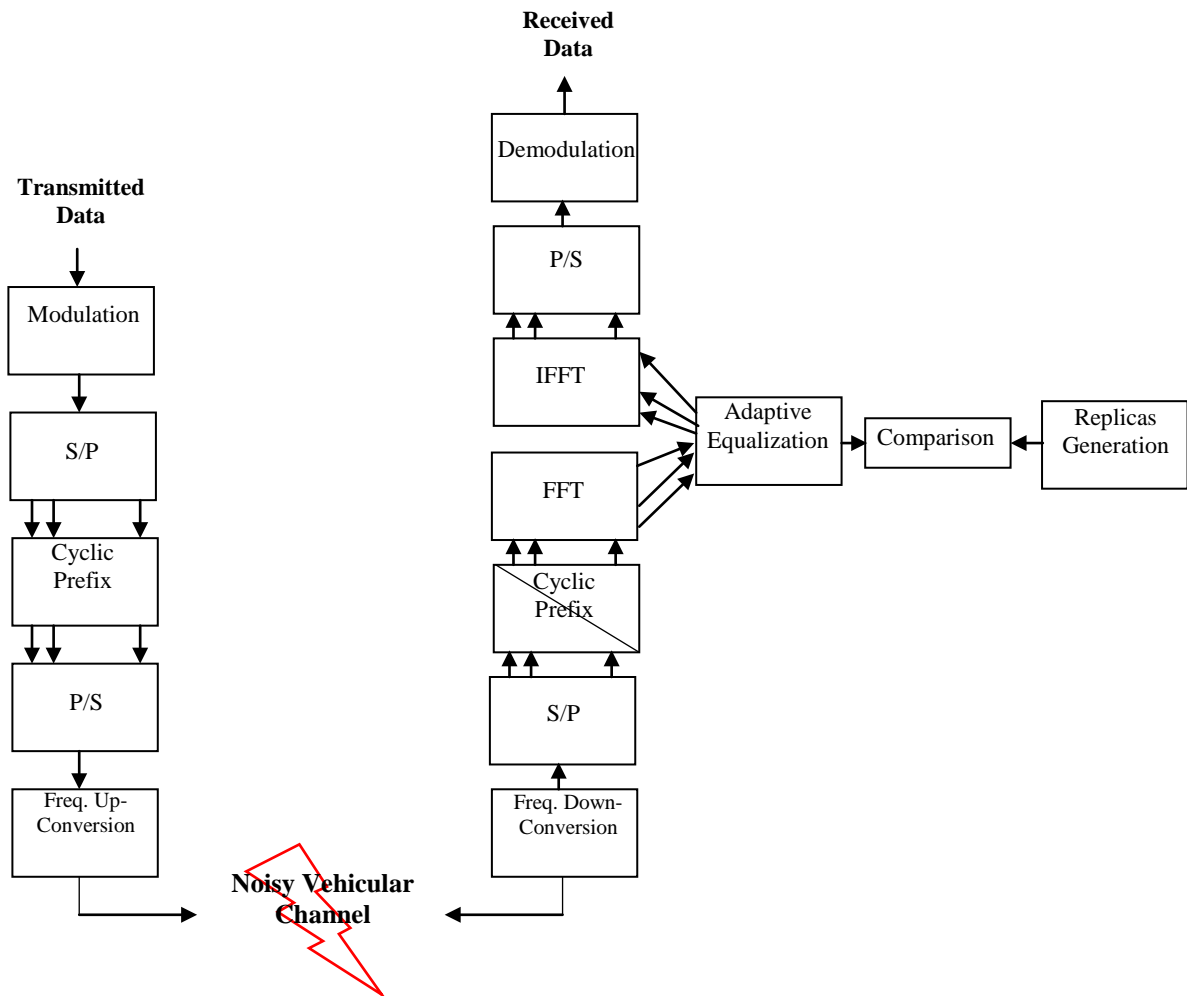 Transmitted
Data
Modulation
S/P
Cyclic
Prefix
P/S
Freq. Up-
Conversion
Noisy Vehicular
Channel
Received
Data
Demodulation
P/S
IFFT
FFT
Cyclic
Prefix
S/P
Freq. Down-
Conversion
Adaptive
Equalization
Comparison
Replicas
Generation